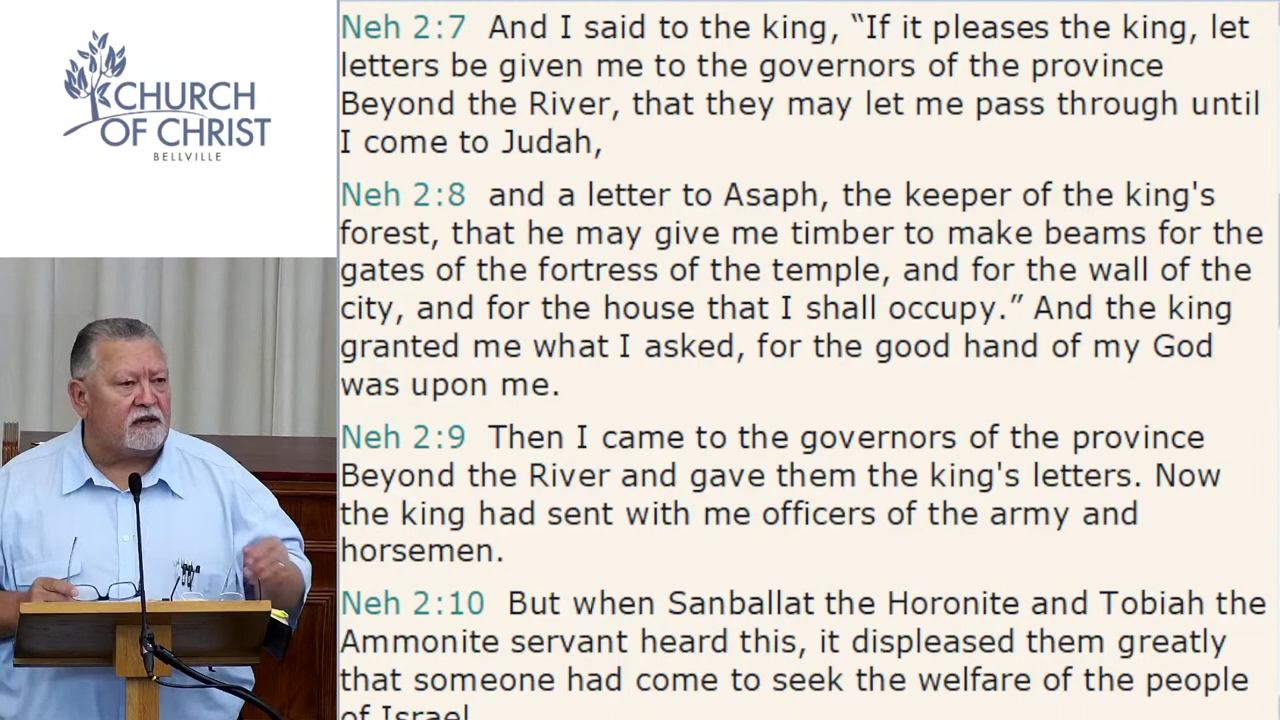 CHURCH
OF CHRIST
BELLVILLE
Neh 2:7 And I said to the king, “If it pleases the king, let
letters be given me to the governors of the province
Beyond the River, that they may let me pass through until
I come to Judah,
Neh 2:8 and a letter to Asaph, the keeper of the king's
forest, that he may give me timber to make beams for the
gates of the fortress of the temple, and for the wall of the
city, and for the house that I shall occupy.” And the king
granted me what I asked, for the good hand of my God
was upon me.
Neh 2:9 Then I came to the governors of the province
Beyond the River and gave them the king's letters. Now
the king had sent with me officers of the army and
horsemen.
Neh 2:10 But when Sanballat the Horonite and Tobiah the
Ammonite servant heard this, it displeased them greatly
that someone had come to seek the welfare of the people
of Israel